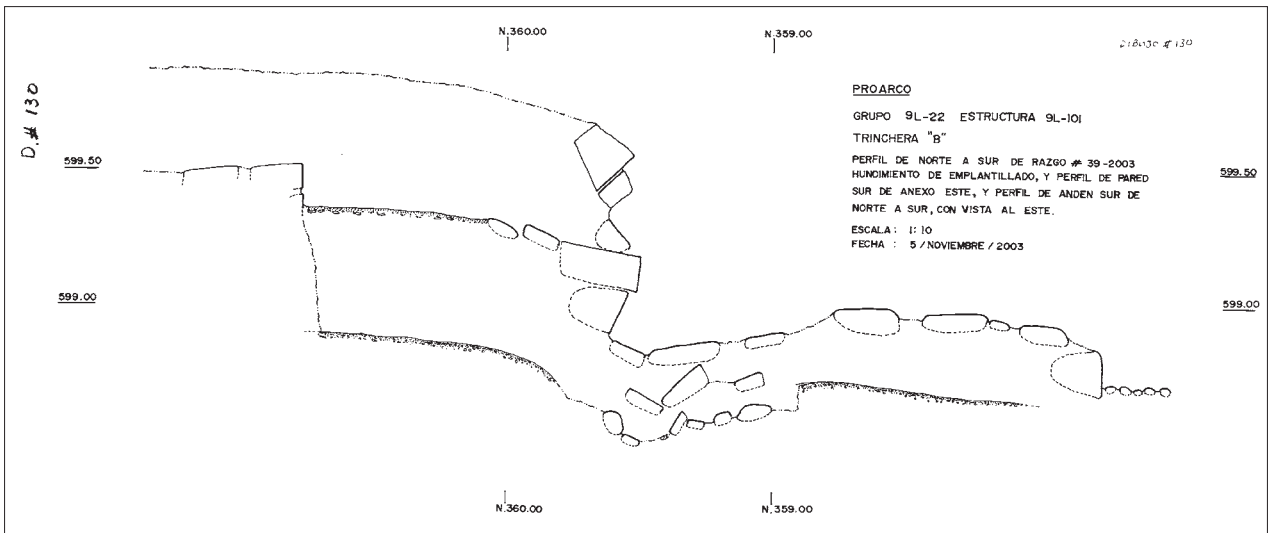 N.360.00 N.359.00
DIBUJO # 130
D.# 130
PROARCO
GRUPO 9L-22 ESTRUCTURA 9L-101
TRINCHERA "B"
PERFIL DE NORTE A SUR DE RAZGO # 39-2003
HUNDIMIENTO DE EMPLANTILLADO, Y PERFIL DE PARED
SUR DE ANEXO ESTE, Y PERFIL DE ANDEN SUR DE
NORTE A SUR, CON VISTA AL ESTE.
ESCALA: 1:10
FECHA : 5 / NOVIEMBRE / 2003
599.50 599.50
599.00 599.00
N.360.00 N.359.00